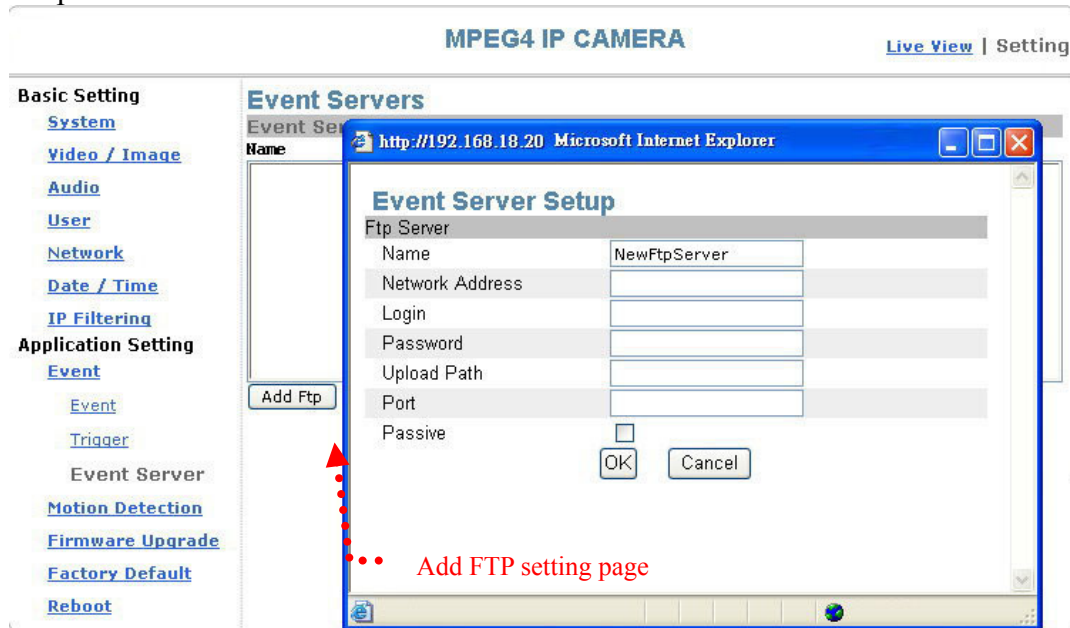 MPEG4 IP CAMERA
Live View | Setting
Basic Setting
System
Video / Image
Audio
User
Network
Date / Time
IP Filtering
Application Setting
Event
Event
Trigger
Event Server
Motion Detection
Firmware Upgrade
Factory Default
Reboot
Event Servers
Event Ser
Name
Add Ftp
http://192.168.18.20 Microsoft Internet Explorer
Event Server Setup
Ftp Server
Name NewFtpServer
Network Address
Login
Password
Upload Path
Port
Passive
OK Cancel
Add FTP setting page